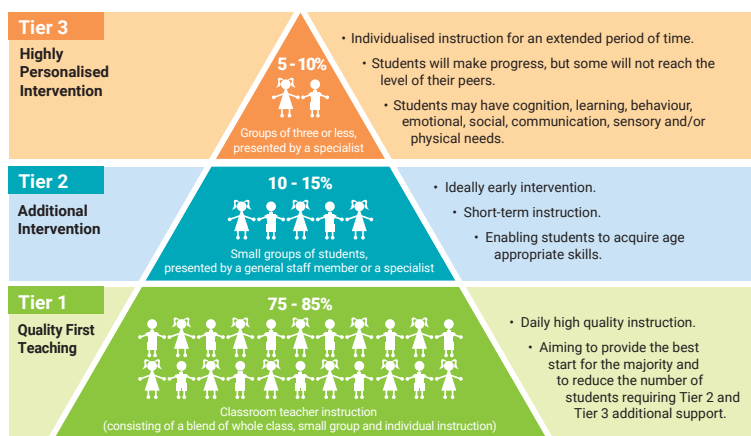 Tier 3
Highly
Personalised
Intervention
5 - 10%
Groups of three or less,
presented by a specialist
• Individualised instruction for an extended period of time.
• Students will make progress, but some will not reach the
level of their peers.
• Students may have cognition, learning, behaviour,
emotional, social, communication, sensory and/or
physical needs.
Tier 2
Additional
Intervention
10 - 15%
Small groups of students,
presented by a general staff member or a specialist
• Ideally early intervention.
• Short-term instruction.
• Enabling students to acquire age
appropriate skills.
Tier 1
Quality First
Teaching
75 - 85%
Classroom teacher instruction
(consisting of a blend of whole class, small group and individual instruction)
• Daily high quality instruction.
• Aiming to provide the best
start for the majority and
to reduce the number of
students requiring Tier 2 and
Tier 3 additional support.